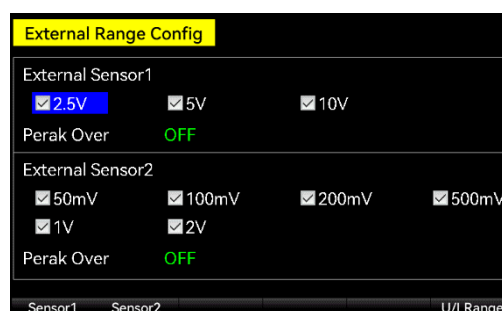 External Range Config
External Sensor1
2.5V 5V 10V
Perak Over OFF
External Sensor2
50mV 100mV 200mV 500mV
1V 2V
Perak Over OFF
Sensor1 Sensor2 U/I Range